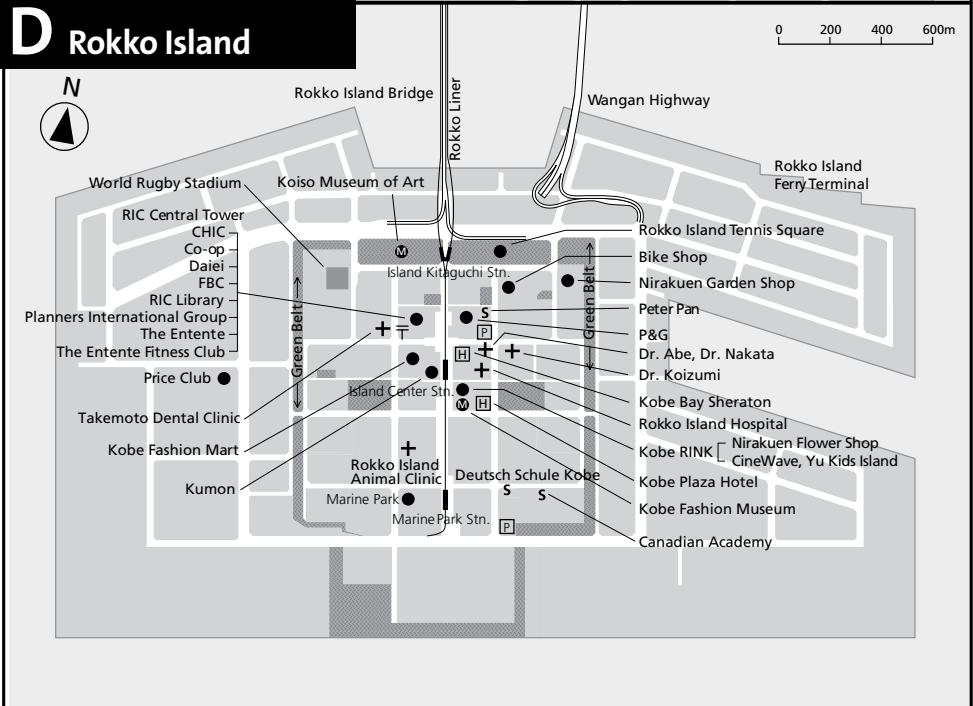 D Rokko Island
0 200 400 600m
N
Rokko Island Bridge
Rokko Liner
Wangan Highway
Rokko Island
Ferry Terminal
World Rugby Stadium
Koiso Museum of Art
RIC Central Tower
CHIC
Co-op
Daiei
FBC
RIC Library
Planners International Group
The Entente
The Entente Fitness Club
Price Club
Takemoto Dental Clinic
Kobe Fashion Mart
Kumon
Green Belt
M
Island Kitaguchi Stn.
S
P
H
Island Center Stn.
M
H
Rokko Island
Animal Clinic
Marine Park
Marine Park Stn.
Deutsch Schule Kobe
S
S
P
Green Belt
Rokko Island Tennis Square
Bike Shop
Nirakuen Garden Shop
Peter Pan
P&G
Dr. Abe, Dr. Nakata
Dr. Koizumi
Kobe Bay Sheraton
Rokko Island Hospital
Kobe RINK
Nirakuen Flower Shop
CineWave, Yu Kids Island
Kobe Plaza Hotel
Kobe Fashion Museum
Canadian Academy